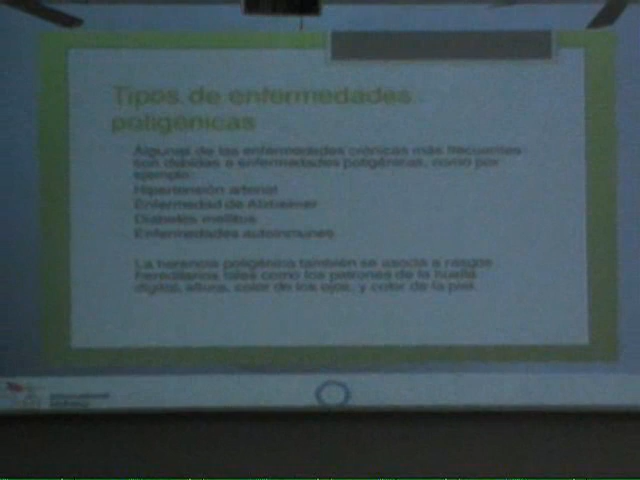 Tipos de enfermedades
poligénicas
Algunas de las enfermedades crónicas más frecuentes
son debidas a enfermedades poligénicas, como por
ejemplo:
Hipertensión arterial
Enfermedad de Alzheimer
Diabetes mellitus
Enfermedades autoinmunes
La herencia poligénica también se asocia a rasgos
hereditarios tales como los patrones de la huella
digital, altura, color de los ojos, y color de la piel.